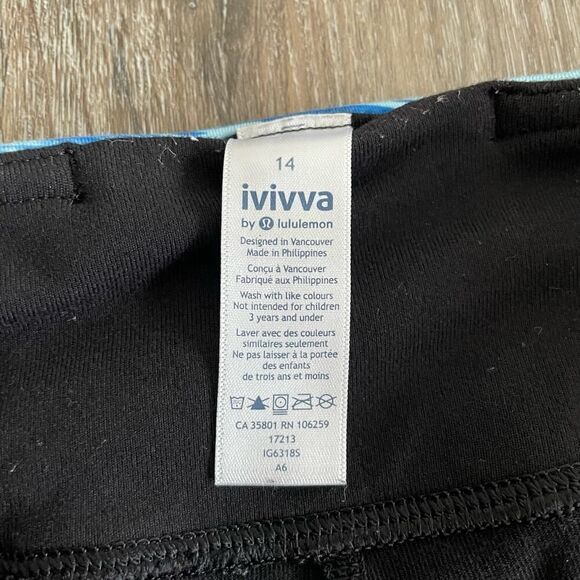 14
ivivva
by lululemon
Designed in Vancouver
Made in Philippines
Conçu à Vancouver
Fabriqué aux Philippines
Wash with like colours
Not intended for children
3 years and under
Laver avec des couleurs
similaires seulement
Ne pas laisser à la portée
des enfants
de trois ans et moins
CA 35801 RN 106259
17213
IG6318S
A6